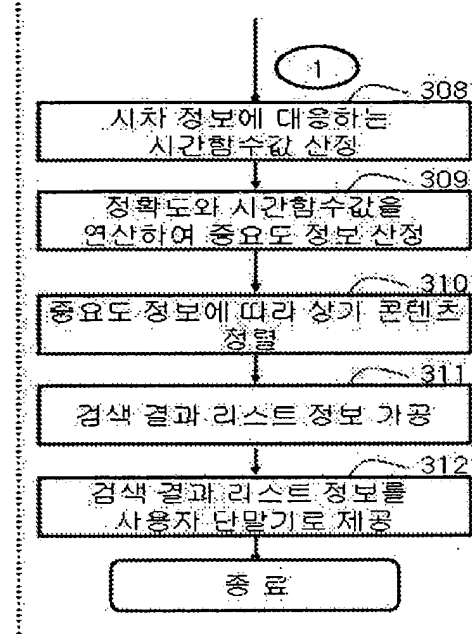 1
308
시차 정보에 대응하는
시간함수값 산정
309
정확도와 시간함수값을
연산하여 중요도 정보 산정
310
중요도 정보에 따라 상기 콘텐츠
정렬
311
검색 결과 리스트 정보 가공
312
검색 결과 리스트 정보를
사용자 단말기로 제공
종 료